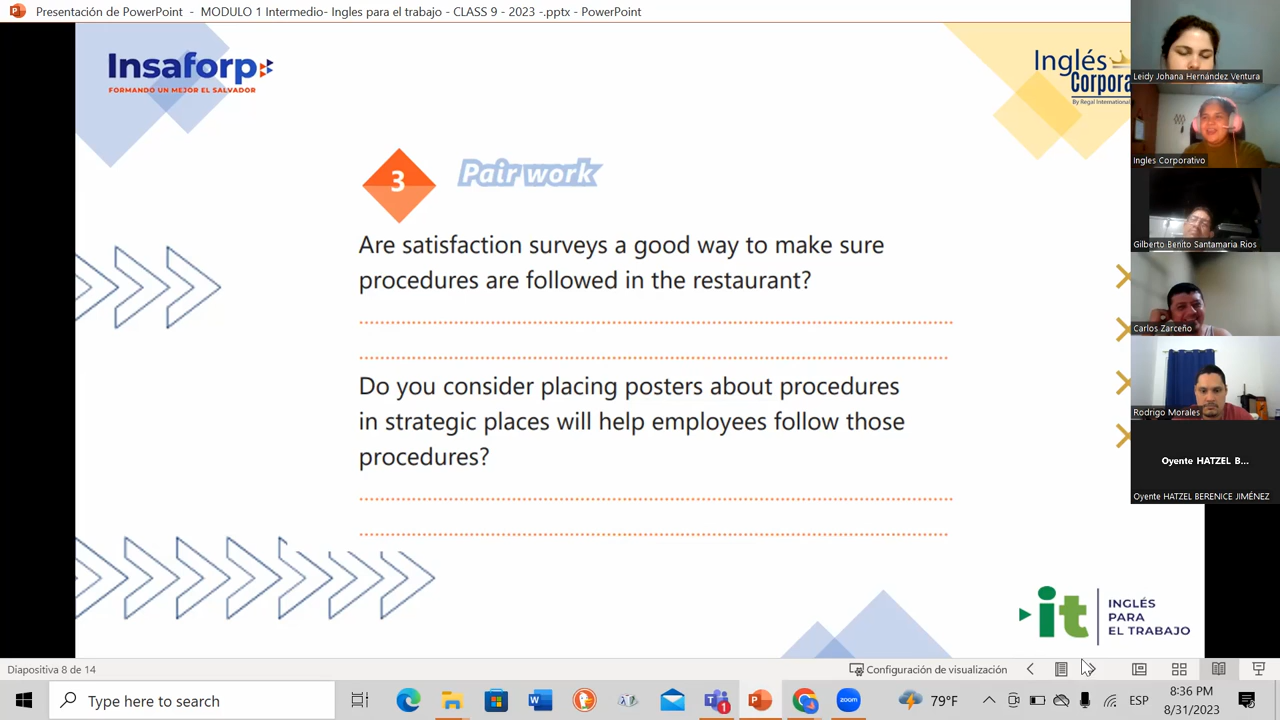 Presentación de PowerPoint - MODULO 1 Intermedio- Ingles para el trabajo - CLASS 9 - 2023 -.pptx - PowerPoint
Insaforp
FORMANDO UN MEJOR EL SALVADOR
Inglés
Corpora
By Regal International
3
Pair work
Are satisfaction surveys a good way to make sure
procedures are followed in the restaurant?
Do you consider placing posters about procedures
in strategic places will help employees follow those
procedures?
it
INGLÉS
PARA
EL TRABAJO
Leidy Johana Hernández Ventura
Ingles Corporativo
Gilberto Benito Santamaria Rios
Carlos Zarceño
Rodrigo Morales
Oyente HATZEL B...
Oyente HATZEL BERENICE JIMÉNEZ
Diapositiva 8 de 14
Configuración de visualización
Type here to search
1
zoom
79°F
ESP
8:36 PM
8/31/2023